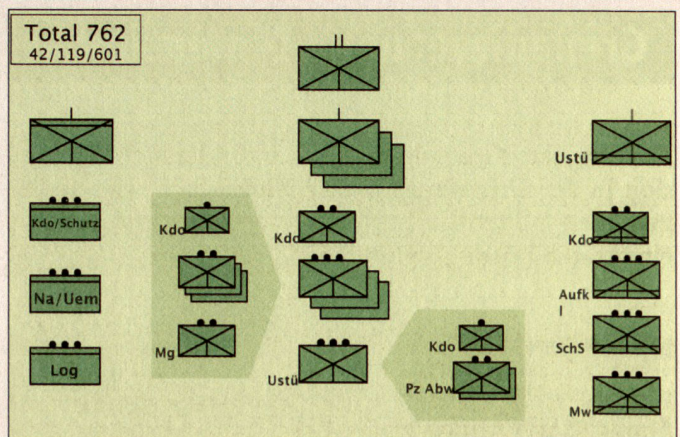 Total 762
42/119/601
Ustü
Kdo/Schutz
Kdo
Kdo
Kdo
Na/Uem
Aufk
l
Mg
Kdo
SchS
Log
Ustü
Pz Abw
Mw